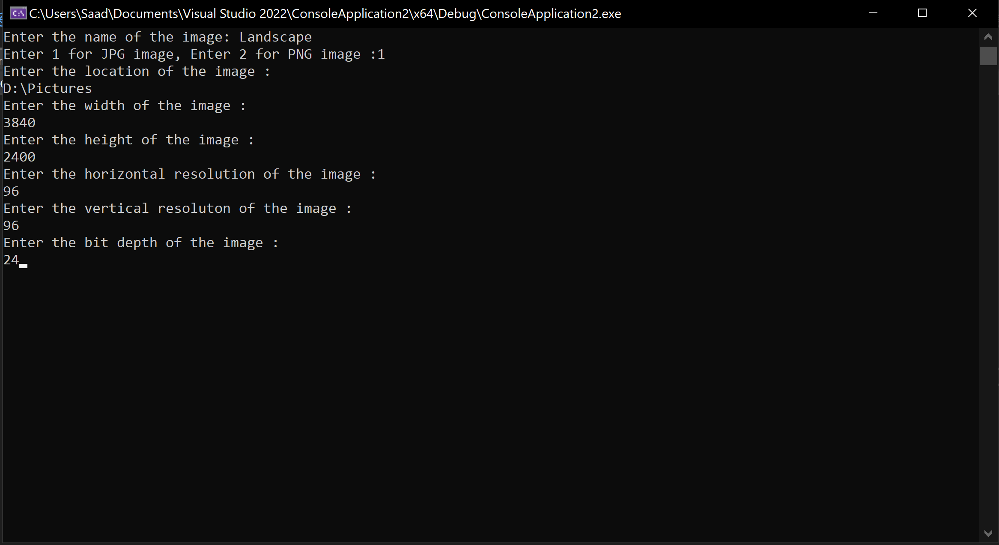 C:\Users\Saad\Documents\Visual Studio 2022\ConsoleApplication2\x64\Debug\ConsoleApplication2.exe
Enter the name of the image: Landscape
Enter 1 for JPG image, Enter 2 for PNG image :1
Enter the location of the image :
D:\Pictures
Enter the width of the image :
3840
Enter the height of the image :
2400
Enter the horizontal resolution of the image :
96
Enter the vertical resoluton of the image :
96
Enter the bit depth of the image :
24